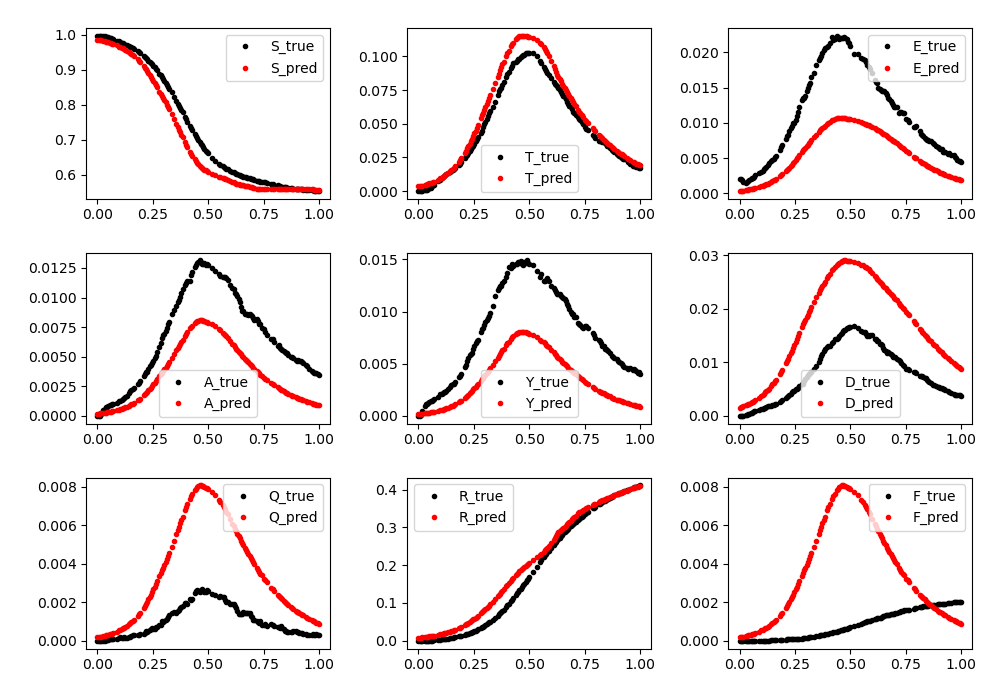 1.0
0.9
0.8
0.7
0.6
0.00 0.25 0.50 0.75 1.00
S_true
S_pred
0.100
0.075
0.050
0.025
0.000
0.00 0.25 0.50 0.75 1.00
T_true
T_pred
0.020
0.015
0.010
0.005
0.000
0.00 0.25 0.50 0.75 1.00
E_true
E_pred
0.0125
0.0100
0.0075
0.0050
0.0025
0.0000
0.00 0.25 0.50 0.75 1.00
A_true
A_pred
0.015
0.010
0.005
0.000
0.00 0.25 0.50 0.75 1.00
Y_true
Y_pred
0.03
0.02
0.01
0.00
0.00 0.25 0.50 0.75 1.00
D_true
D_pred
0.008
0.006
0.004
0.002
0.000
0.00 0.25 0.50 0.75 1.00
Q_true
Q_pred
0.4
0.3
0.2
0.1
0.0
0.00 0.25 0.50 0.75 1.00
R_true
R_pred
0.008
0.006
0.004
0.002
0.000
0.00 0.25 0.50 0.75 1.00
F_true
F_pred